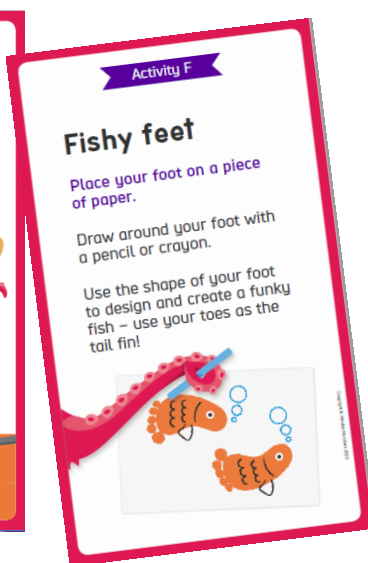 Activity F
Fishy feet
Place your foot on a piece
of paper.
Draw around your foot with
a pencil or crayon.
Use the shape of your foot
to design and create a funky
fish – use your toes as the
tail fin!